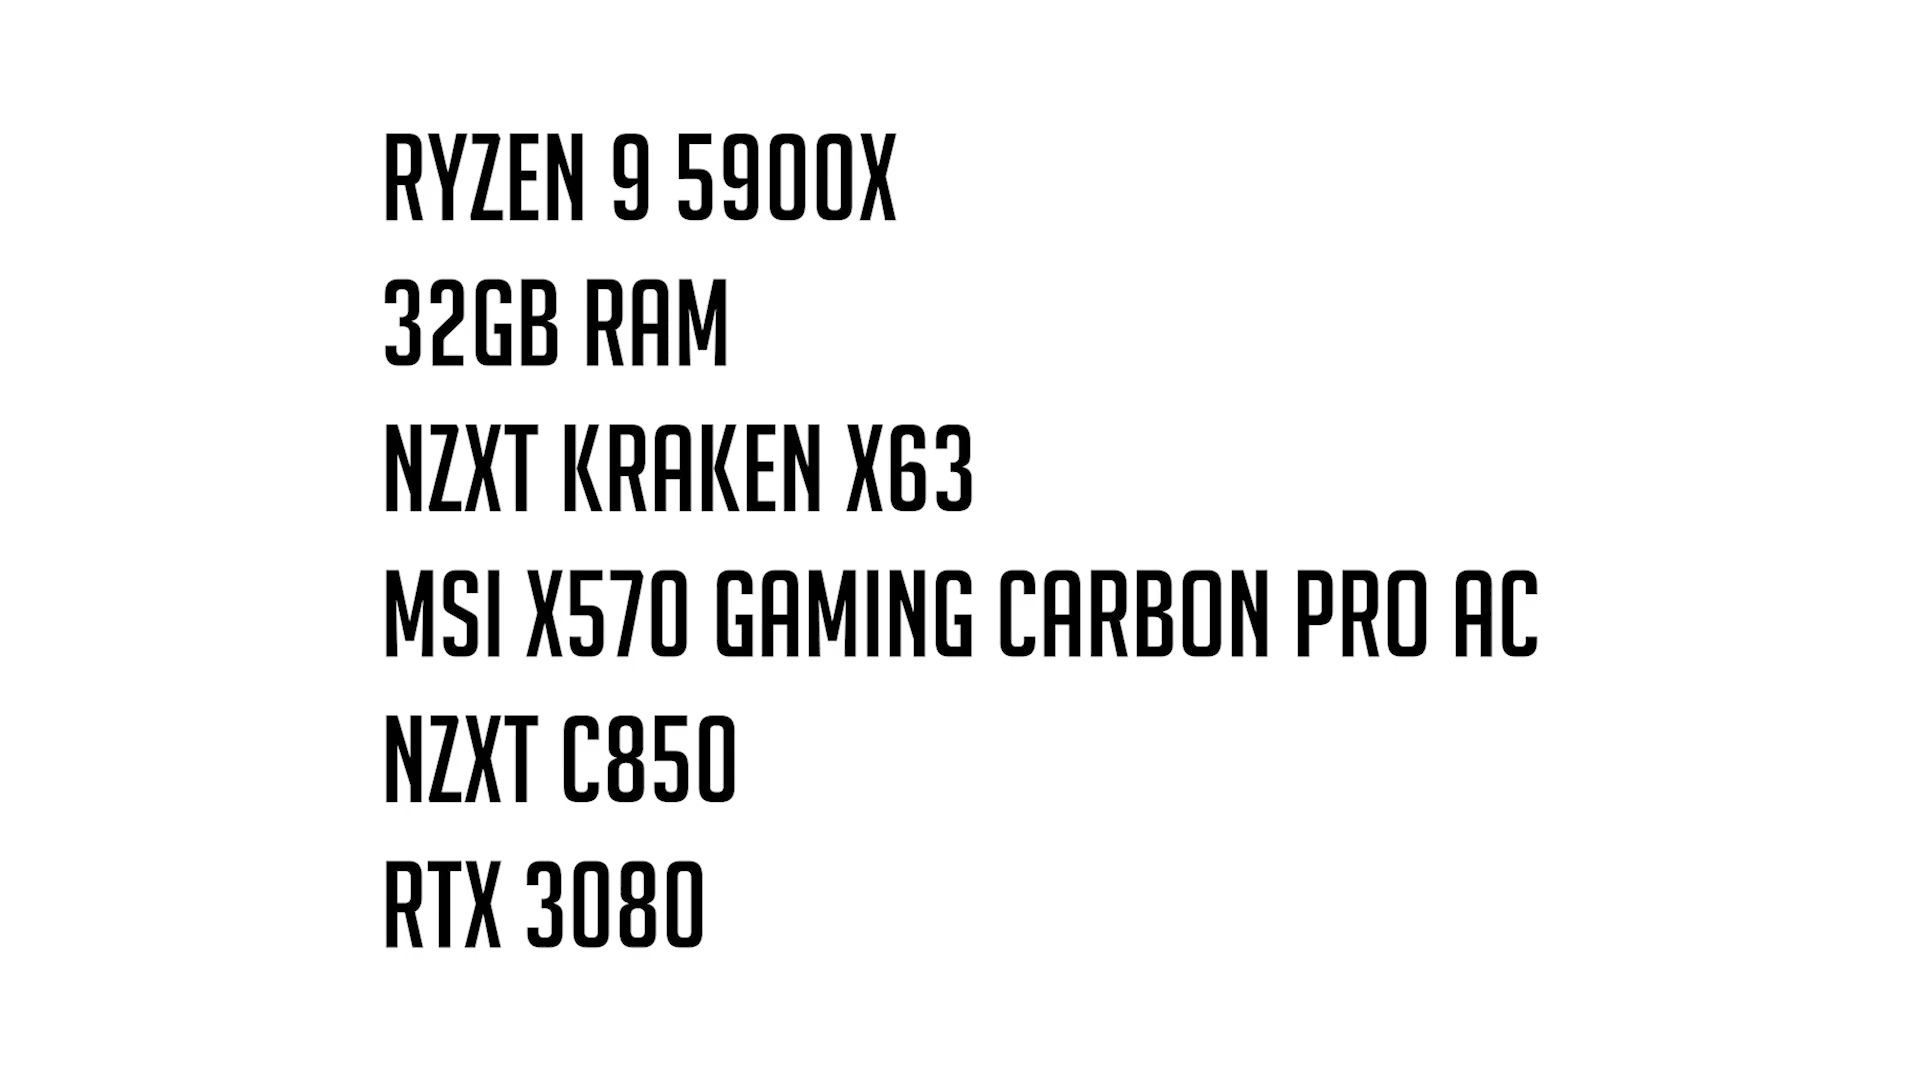 RYZEN 9 5900X
32GB RAM
NZXT KRAKEN X63
MSI X570 GAMING CARBON PRO AC
NZXT C850
RTX 3080